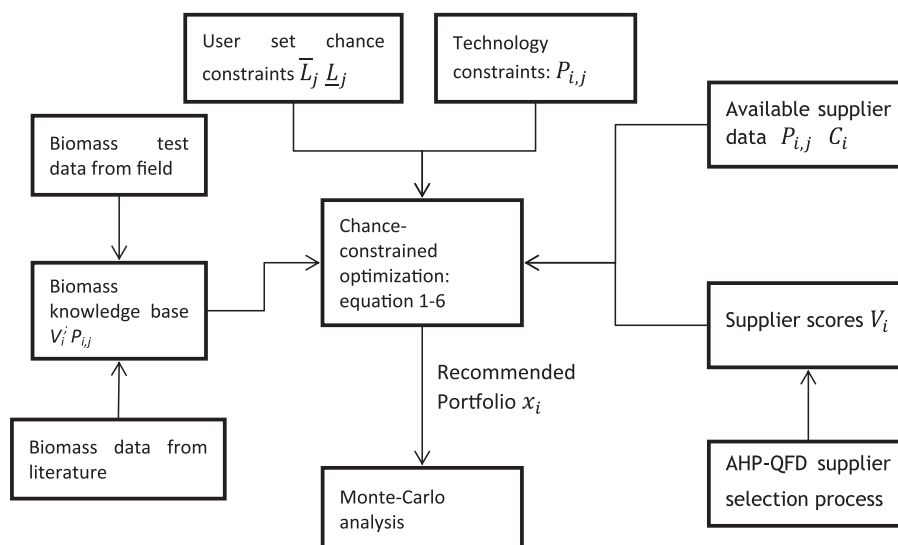 User set chance
constraints L̅ⱼ L̲ⱼ
Technology
constraints: Pᵢ,ⱼ
Available supplier
data Pᵢ,ⱼ Cᵢ
Biomass test
data from field
Chance-
constrained
optimization:
equation 1-6
Biomass
knowledge base
Vᵢ; Pᵢ,ⱼ
Supplier scores Vᵢ
Recommended
Portfolio xᵢ
Biomass data from
literature
AHP-QFD supplier
selection process
Monte-Carlo
analysis